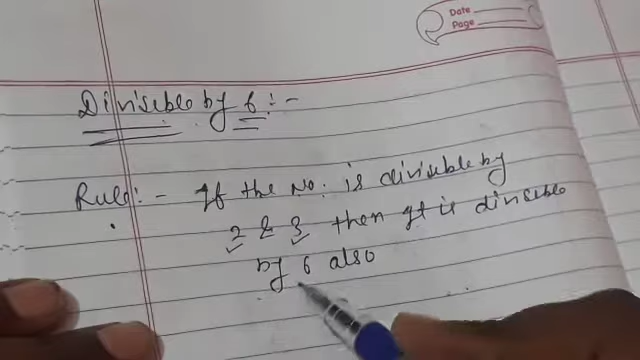 Date
Page
Divisible by 6 : -
Rule : - If the No. is divisible by
2 & 3 then It is divisible
by 6 also